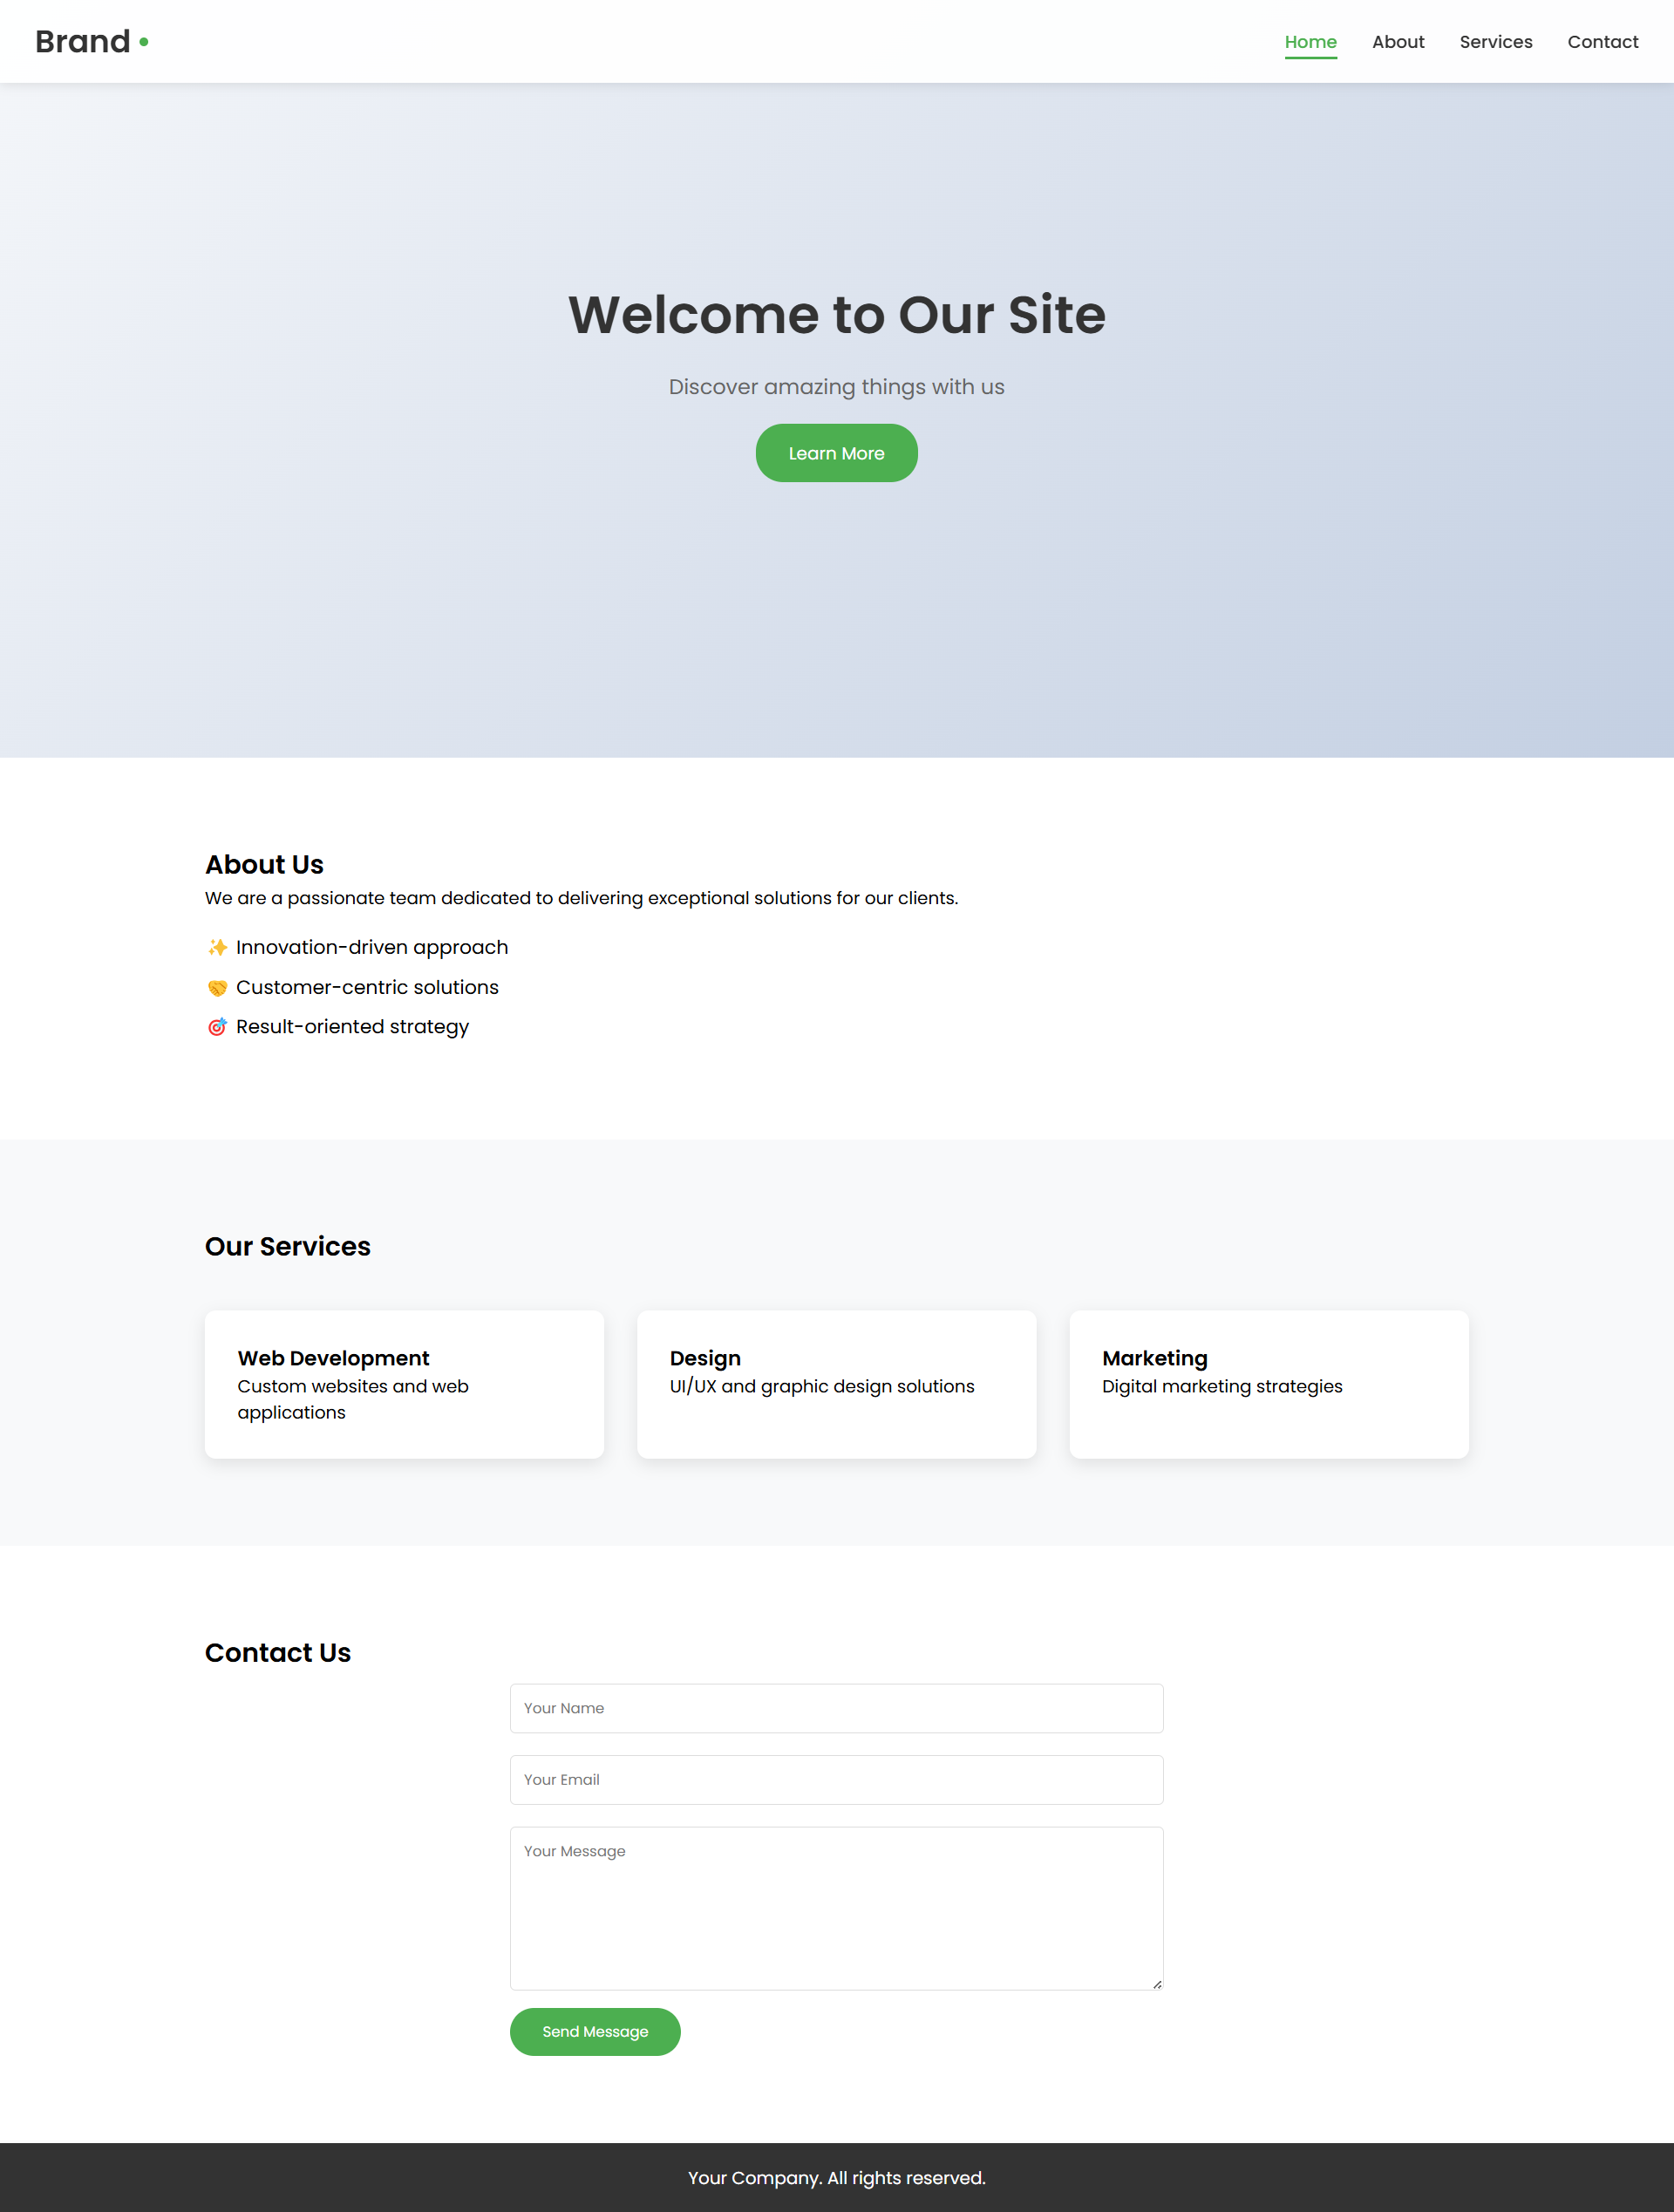 Brand
Home About Services Contact
Welcome to Our Site
Discover amazing things with us
Learn More
About Us
We are a passionate team dedicated to delivering exceptional solutions for our clients.
✨ Innovation-driven approach
🤝 Customer-centric solutions
🎯 Result-oriented strategy
Our Services
Web Development
Custom websites and web
applications
Design
UI/UX and graphic design solutions
Marketing
Digital marketing strategies
Contact Us
Your Name
Your Email
Your Message
Send Message
Your Company. All rights reserved.